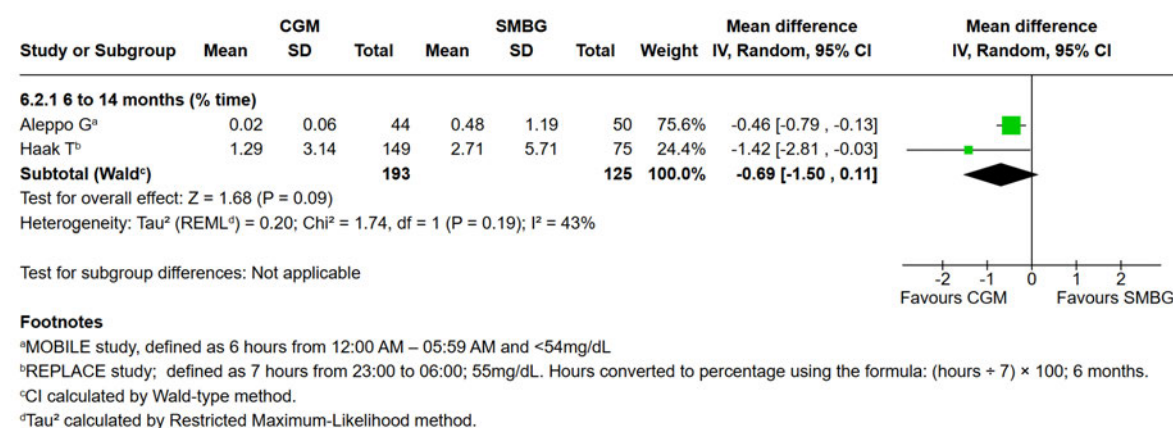 CGM SMBG Mean difference Mean difference
Study or Subgroup Mean SD Total Mean SD Total Weight IV, Random, 95% CI IV, Random, 95% CI
6.2.1 6 to 14 months (% time)
Aleppo Gᵃ 0.02 0.06 44 0.48 1.19 50 75.6% -0.46 [-0.79 , -0.13]
Haak Tᵇ 1.29 3.14 149 2.71 5.71 75 24.4% -1.42 [-2.81 , -0.03]
Subtotal (Waldᶜ) 193 125 100.0% -0.69 [-1.50 , 0.11]
Test for overall effect: Z = 1.68 (P = 0.09)
Heterogeneity: Tau² (REMLᵈ) = 0.20; Chi² = 1.74, df = 1 (P = 0.19); I² = 43%
Test for subgroup differences: Not applicable
-2 -1 0 1 2
Favours CGM Favours SMBG
Footnotes
ᵃMOBILE study, defined as 6 hours from 12:00 AM – 05:59 AM and <54mg/dL
ᵇREPLACE study; defined as 7 hours from 23:00 to 06:00; 55mg/dL. Hours converted to percentage using the formula: (hours ÷ 7) × 100; 6 months.
ᶜCI calculated by Wald-type method.
ᵈTau² calculated by Restricted Maximum-Likelihood method.